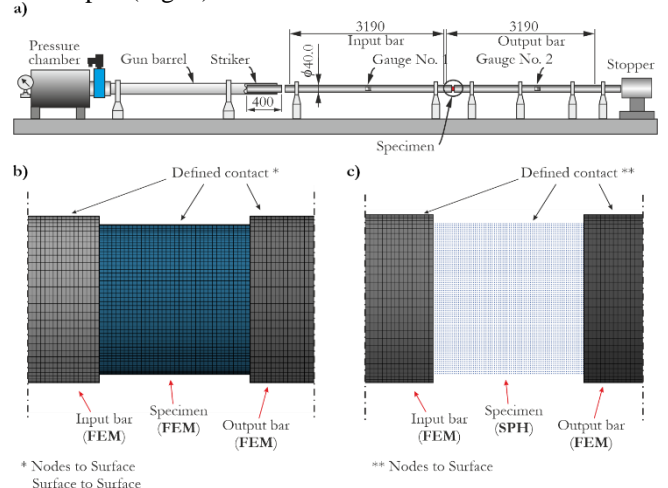 a)
3190
3190
Input bar
Output bar
Pressure
chamber
Gun barrel
Striker
ϕ40.0
Gauge No. 1
Gauge No. 2
Stopper
400
Specimen
b)
Defined contact *
c)
Defined contact **
Input bar
(FEM)
Specimen
(FEM)
Output bar
(FEM)
Input bar
(FEM)
Specimen
(SPH)
Output bar
(FEM)
* Nodes to Surface
Surface to Surface
** Nodes to Surface